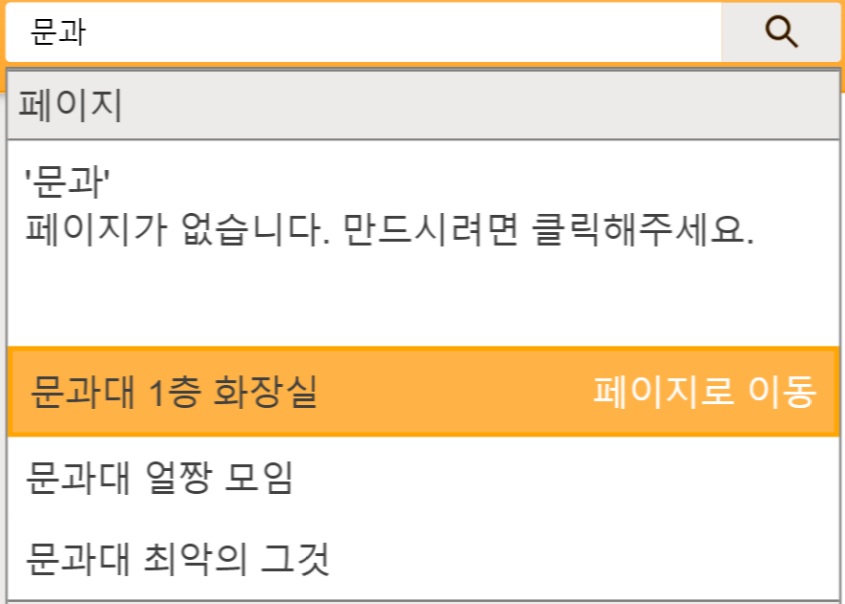 문과
페이지
'문과'
페이지가 없습니다. 만드시려면 클릭해주세요.
문과대 1층 화장실 페이지로 이동
문과대 얼짱 모임
문과대 최악의 그것